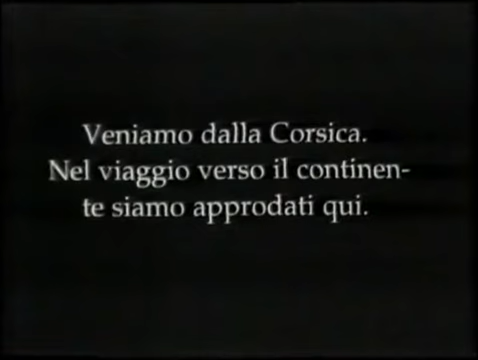 Veniamo dalla Corsica.
Nel viaggio verso il continen-
te siamo approdati qui.